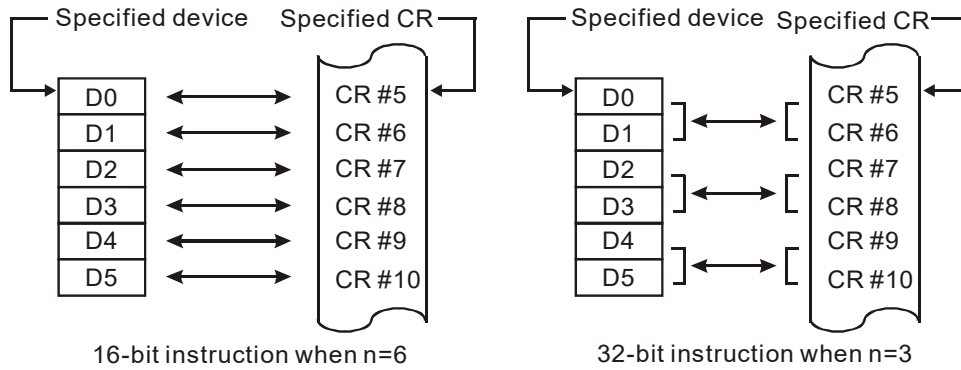 Specified device Specified CR
D0 CR #5
D1 CR #6
D2 CR #7
D3 CR #8
D4 CR #9
D5 CR #10
16-bit instruction when n=6
Specified device Specified CR
D0 CR #5
D1 CR #6
D2 CR #7
D3 CR #8
D4 CR #9
D5 CR #10
32-bit instruction when n=3